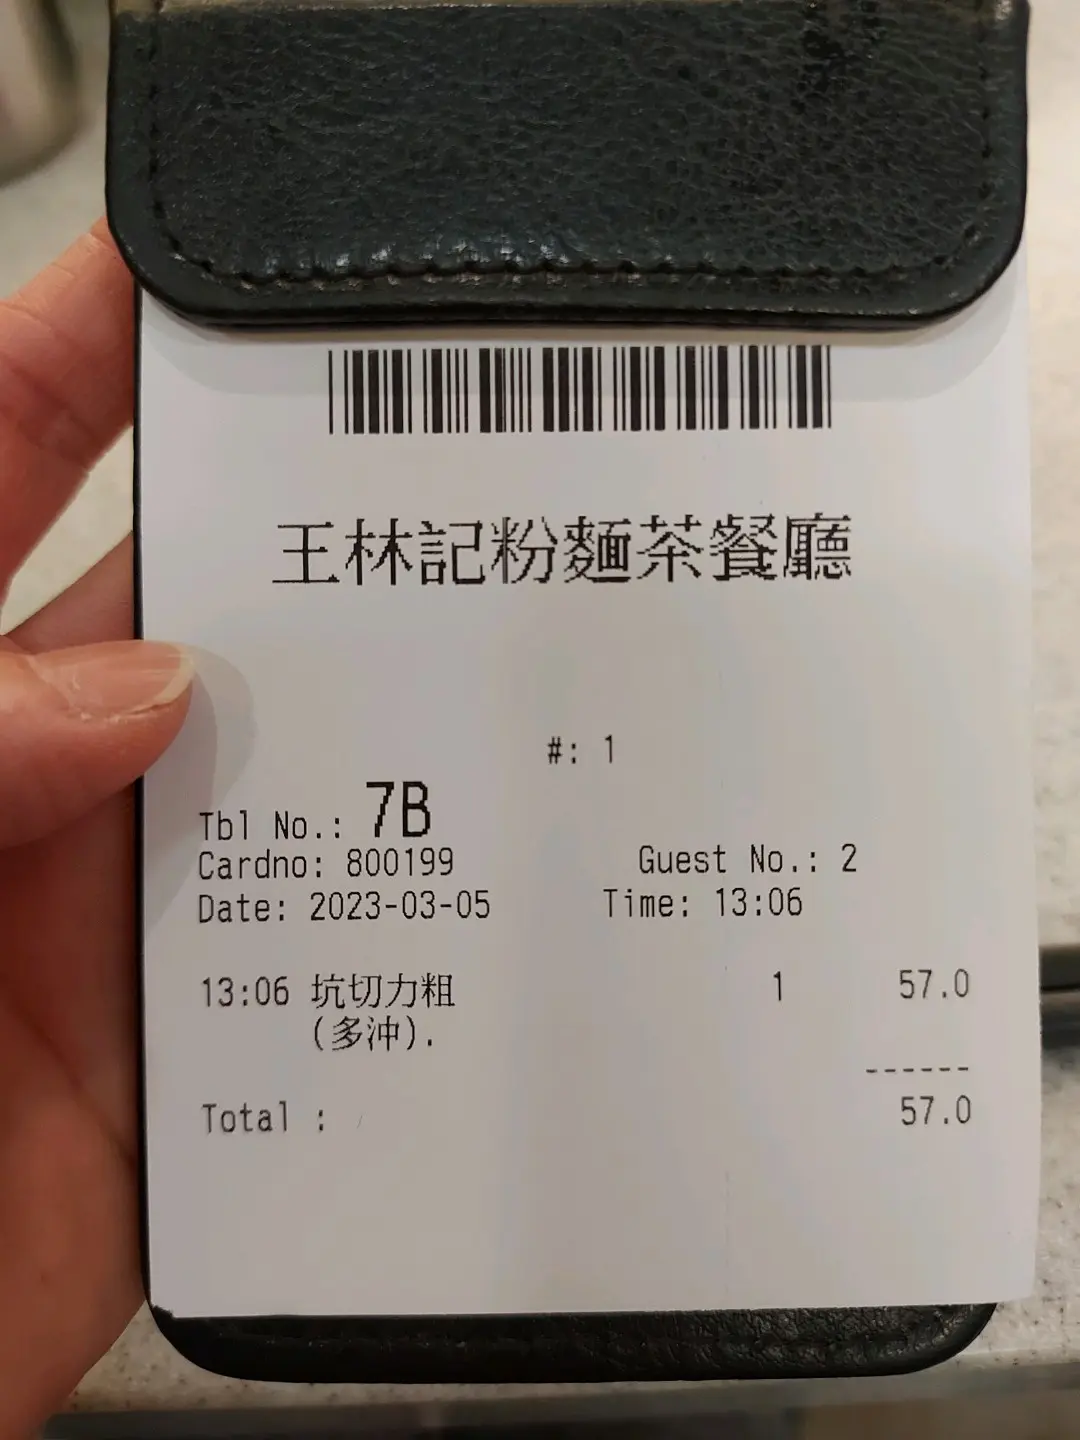 王林記粉麵茶餐廳
#: 1
Tbl No.: 7B
Cardno: 800199 Guest No.: 2
Date: 2023-03-05 Time: 13:06
13:06 坑切力粗 1 57.0
(多沖).
------
Total : 57.0